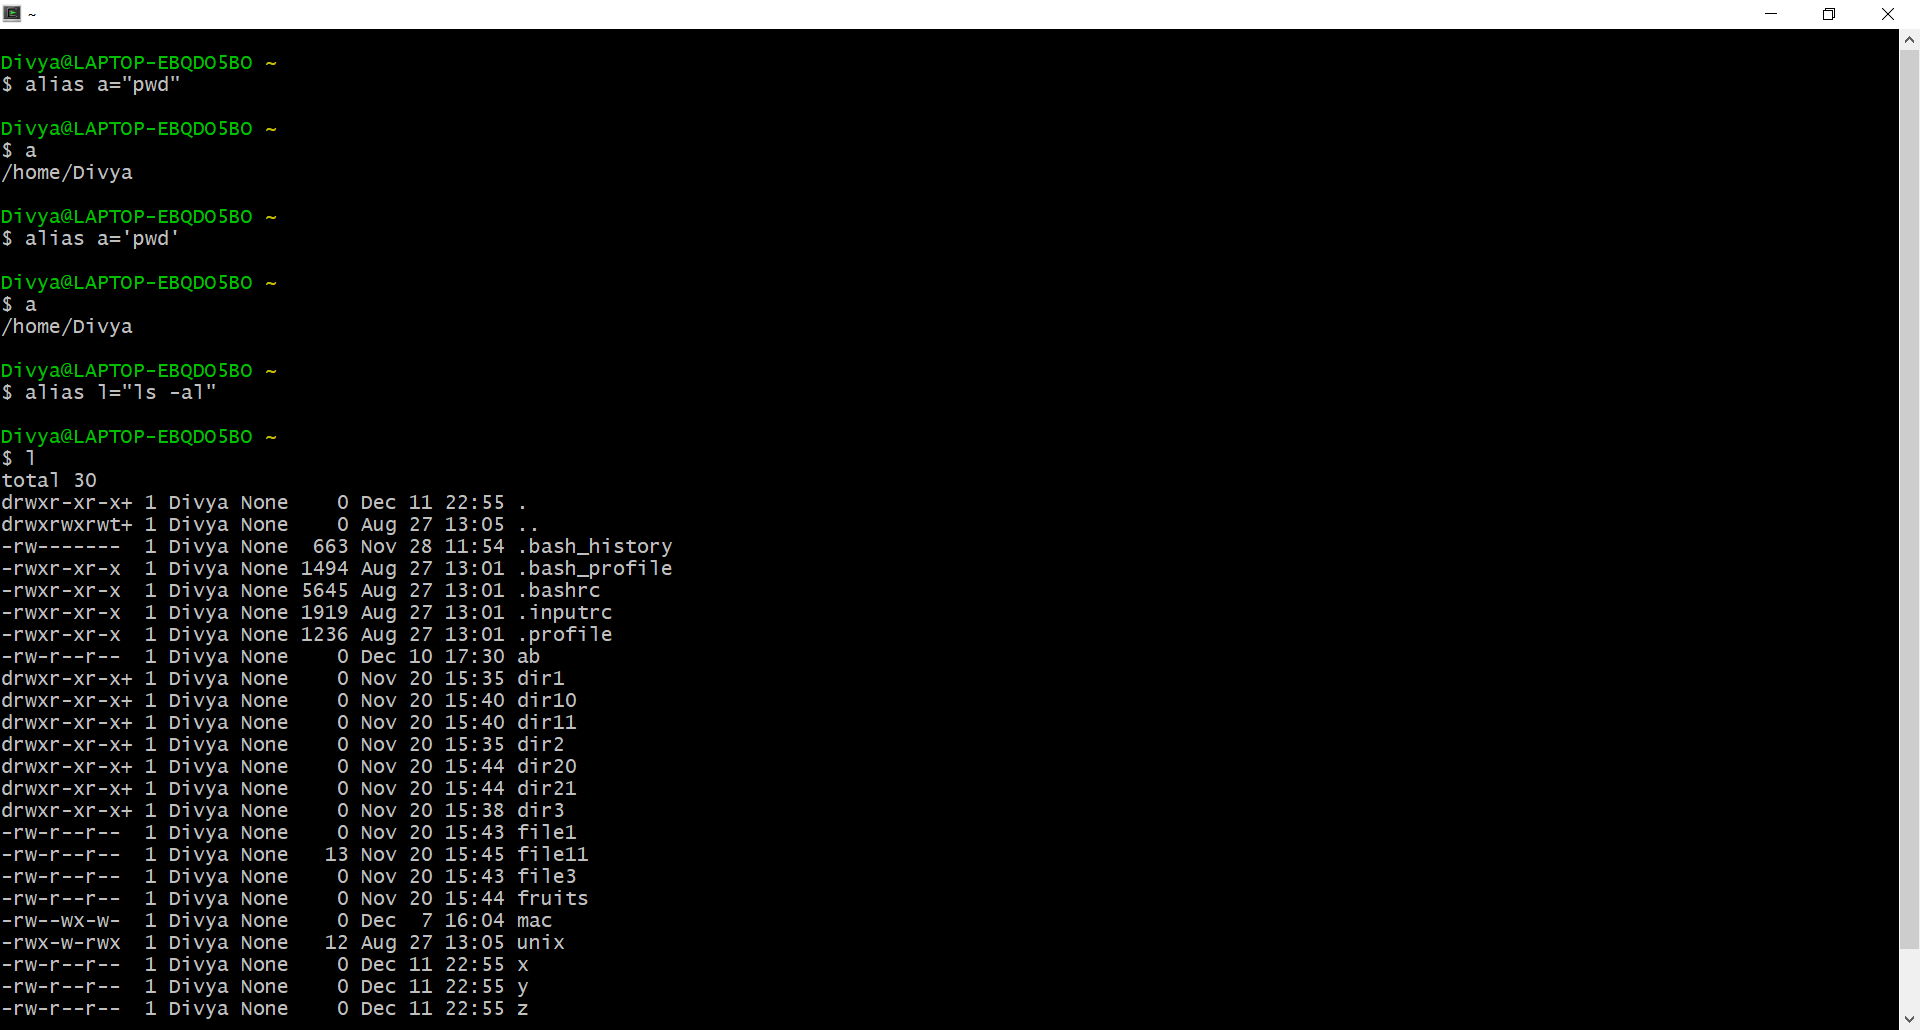 ~
Divya@LAPTOP-EBQDO5BO ~
$ alias a="pwd"
Divya@LAPTOP-EBQDO5BO ~
$ a
/home/Divya
Divya@LAPTOP-EBQDO5BO ~
$ alias a='pwd'
Divya@LAPTOP-EBQDO5BO ~
$ a
/home/Divya
Divya@LAPTOP-EBQDO5BO ~
$ alias l="ls -al"
Divya@LAPTOP-EBQDO5BO ~
$ l
total 30
drwxr-xr-x+ 1 Divya None    0 Dec 11 22:55 .
drwxrwxrwt+ 1 Divya None    0 Aug 27 13:05 ..
-rw-------  1 Divya None  663 Nov 28 11:54 .bash_history
-rwxr-xr-x  1 Divya None 1494 Aug 27 13:01 .bash_profile
-rwxr-xr-x  1 Divya None 5645 Aug 27 13:01 .bashrc
-rwxr-xr-x  1 Divya None 1919 Aug 27 13:01 .inputrc
-rwxr-xr-x  1 Divya None 1236 Aug 27 13:01 .profile
-rw-r--r--  1 Divya None    0 Dec 10 17:30 ab
drwxr-xr-x+ 1 Divya None    0 Nov 20 15:35 dir1
drwxr-xr-x+ 1 Divya None    0 Nov 20 15:40 dir10
drwxr-xr-x+ 1 Divya None    0 Nov 20 15:40 dir11
drwxr-xr-x+ 1 Divya None    0 Nov 20 15:35 dir2
drwxr-xr-x+ 1 Divya None    0 Nov 20 15:44 dir20
drwxr-xr-x+ 1 Divya None    0 Nov 20 15:44 dir21
drwxr-xr-x+ 1 Divya None    0 Nov 20 15:38 dir3
-rw-r--r--  1 Divya None    0 Nov 20 15:43 file1
-rw-r--r--  1 Divya None   13 Nov 20 15:45 file11
-rw-r--r--  1 Divya None    0 Nov 20 15:43 file3
-rw-r--r--  1 Divya None    0 Nov 20 15:44 fruits
-rw--wx-w-  1 Divya None    0 Dec  7 16:04 mac
-rwx-w-rwx  1 Divya None   12 Aug 27 13:05 unix
-rw-r--r--  1 Divya None    0 Dec 11 22:55 x
-rw-r--r--  1 Divya None    0 Dec 11 22:55 y
-rw-r--r--  1 Divya None    0 Dec 11 22:55 z